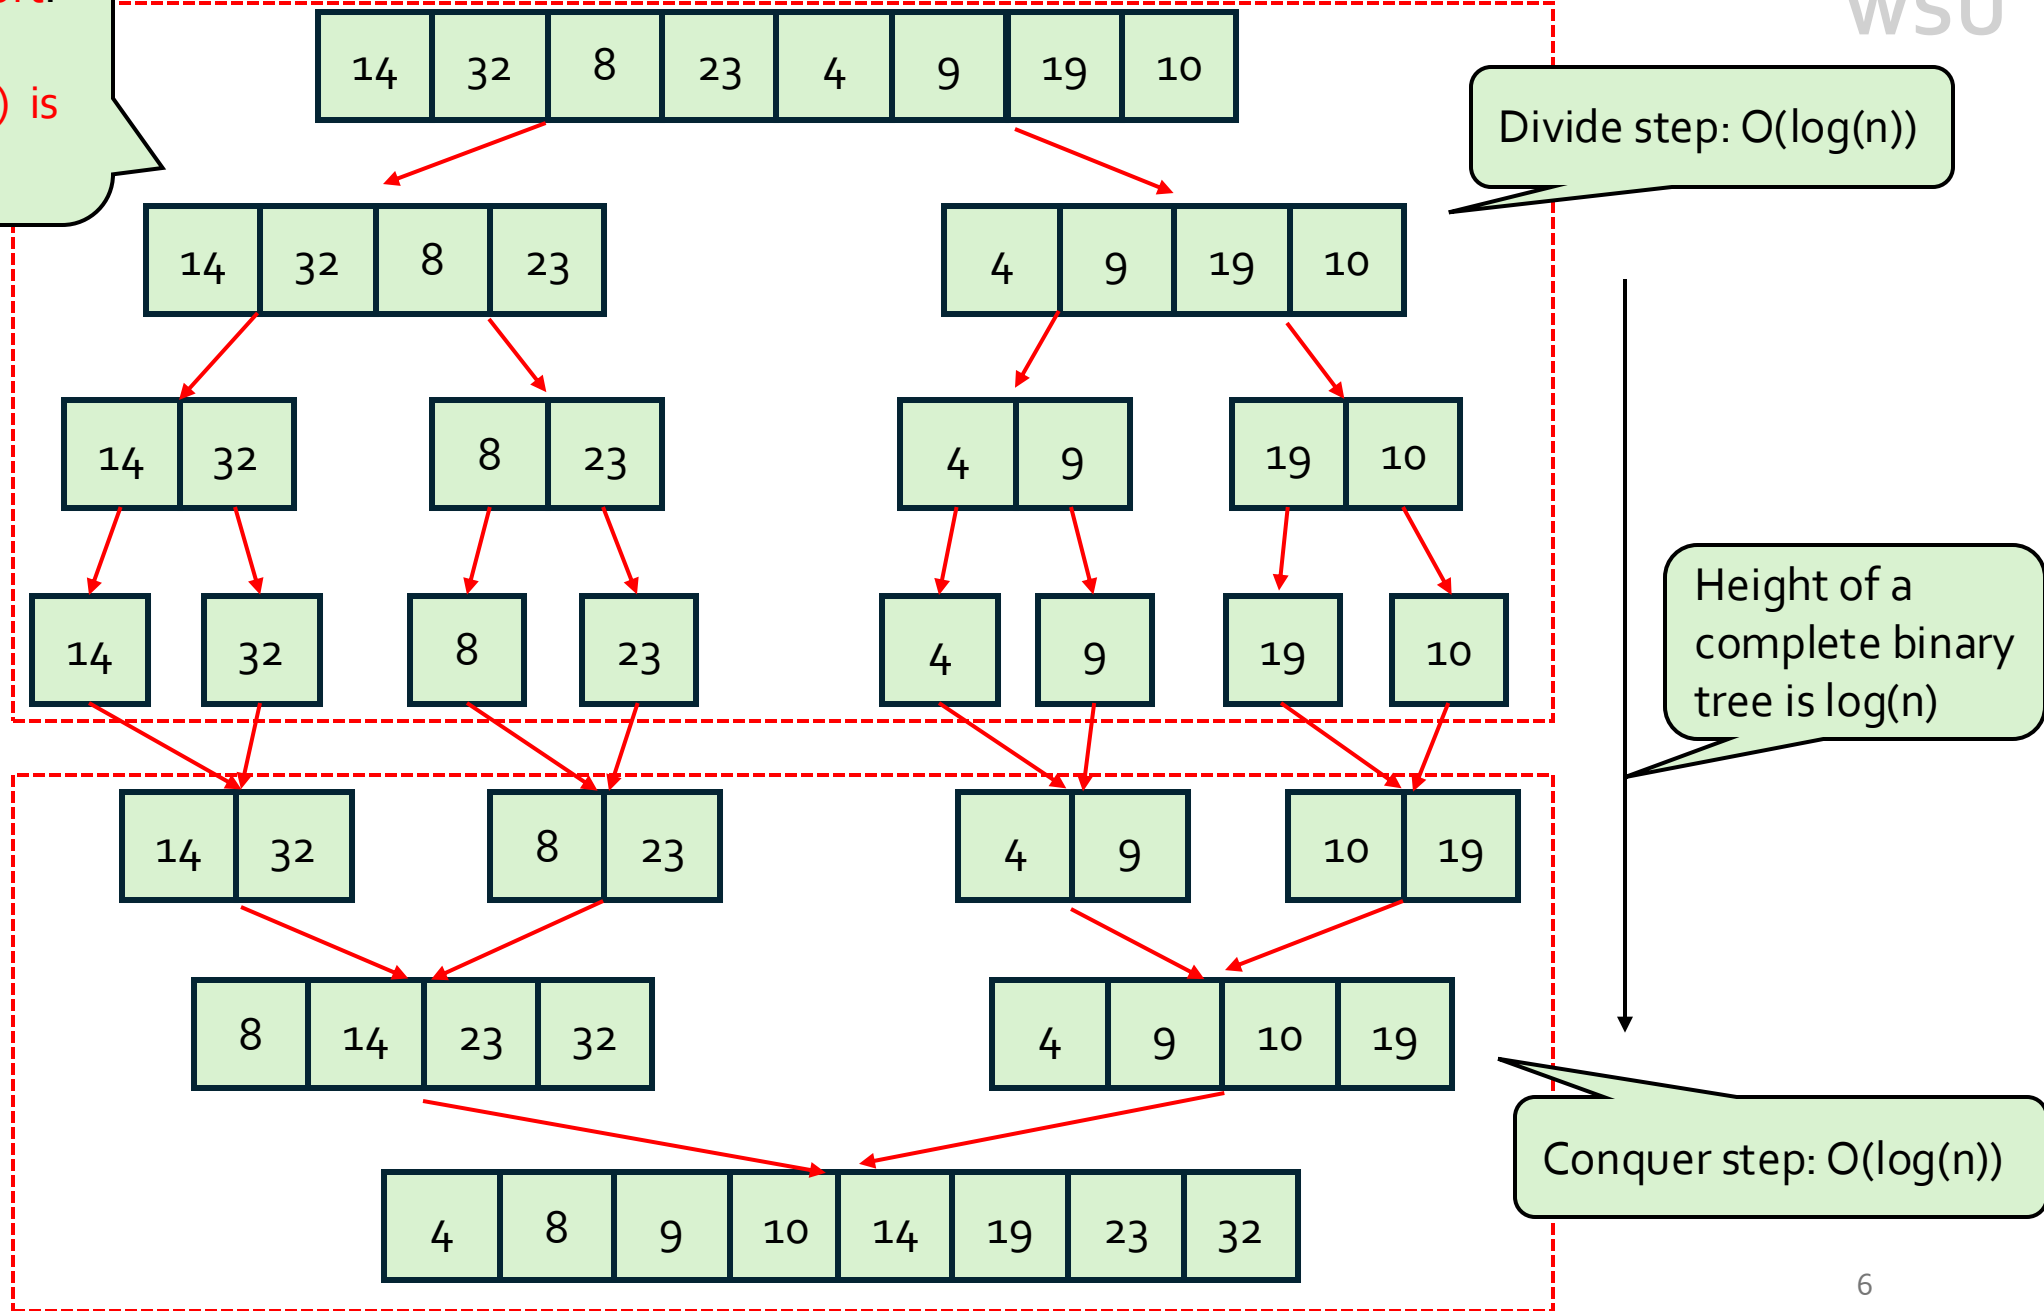 ) is
WSU
14 32 8 23 4 9 19 10
Divide step: O(log(n))
14 32 8 23
4 9 19 10
14 32
8 23
4 9
19 10
14
32
8
23
4
9
19
10
Height of a
complete binary
tree is log(n)
14 32
8 23
4 9
10 19
8 14 23 32
4 9 10 19
Conquer step: O(log(n))
4 8 9 10 14 19 23 32
6